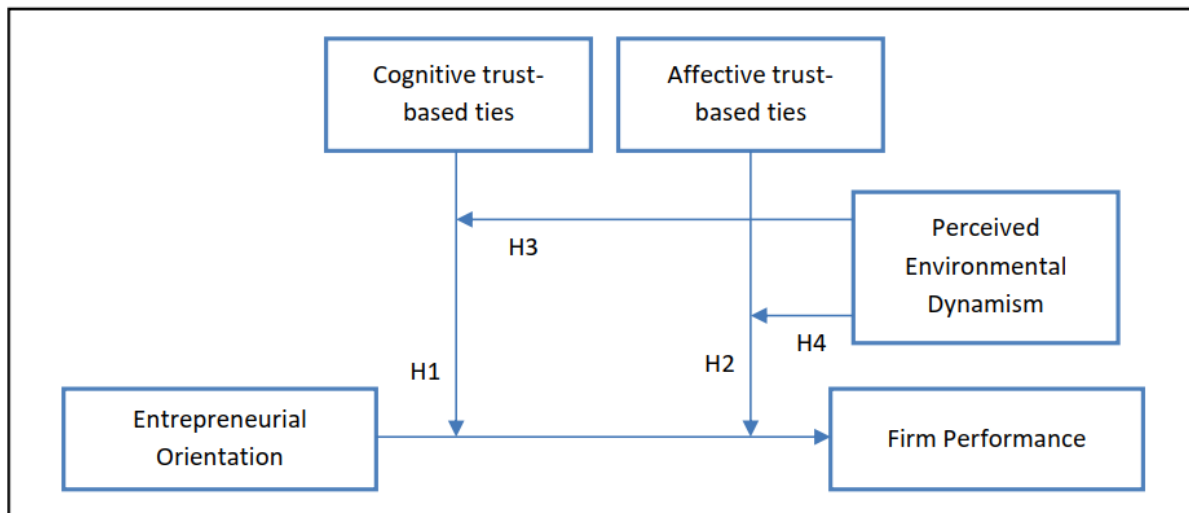 Cognitive trust-
based ties
Affective trust-
based ties
Perceived
Environmental
Dynamism
H3
H4
H1
H2
Entrepreneurial
Orientation
Firm Performance